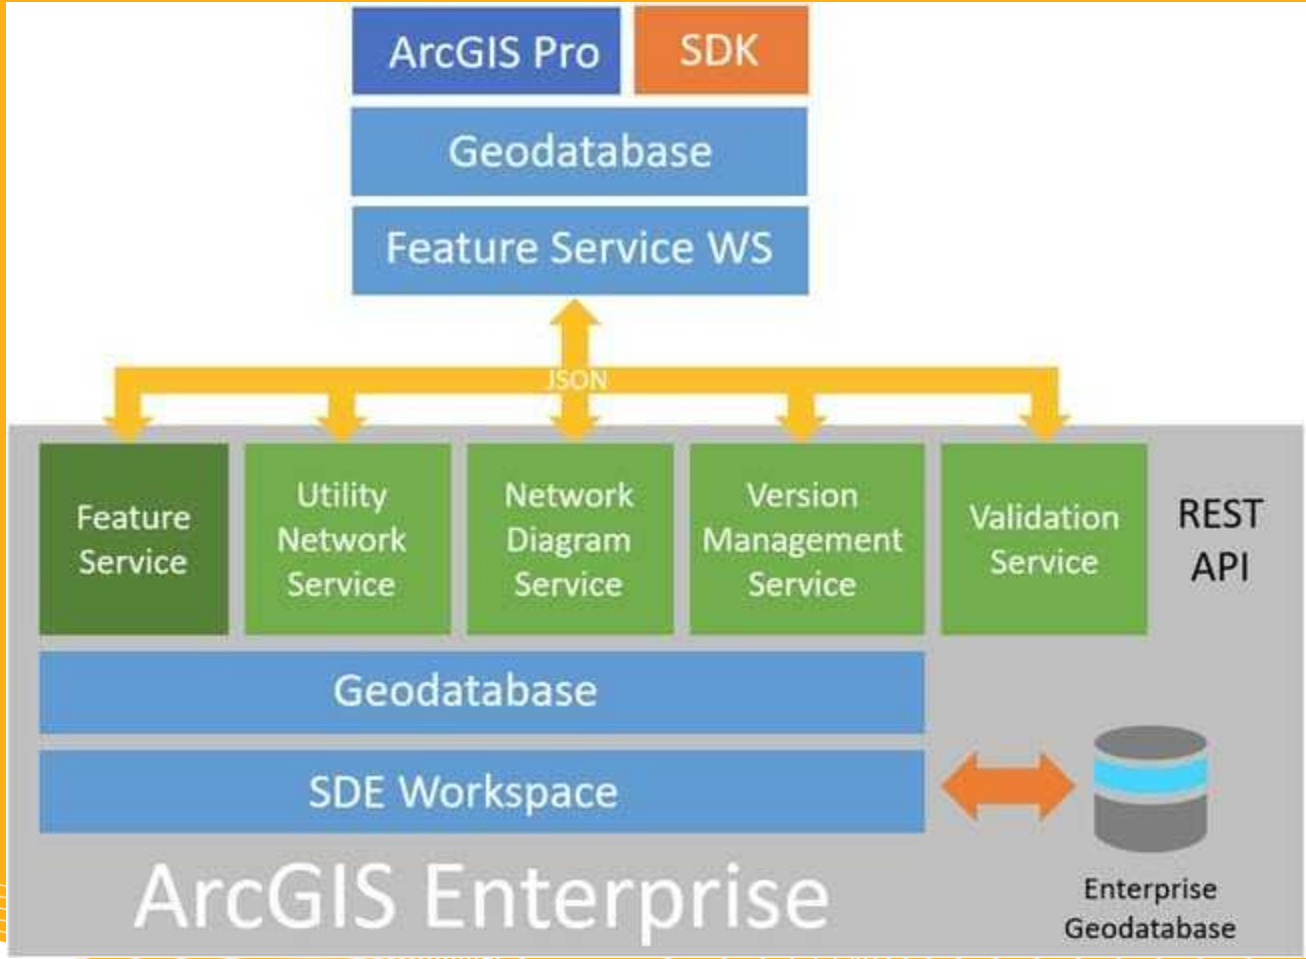 ArcGIS Pro
SDK
Geodatabase
Feature Service WS
JSON
Feature
Service
Utility
Network
Service
Network
Diagram
Service
Version
Management
Service
Validation
Service
REST
API
Geodatabase
SDE Workspace
ArcGIS Enterprise
Enterprise
Geodatabase